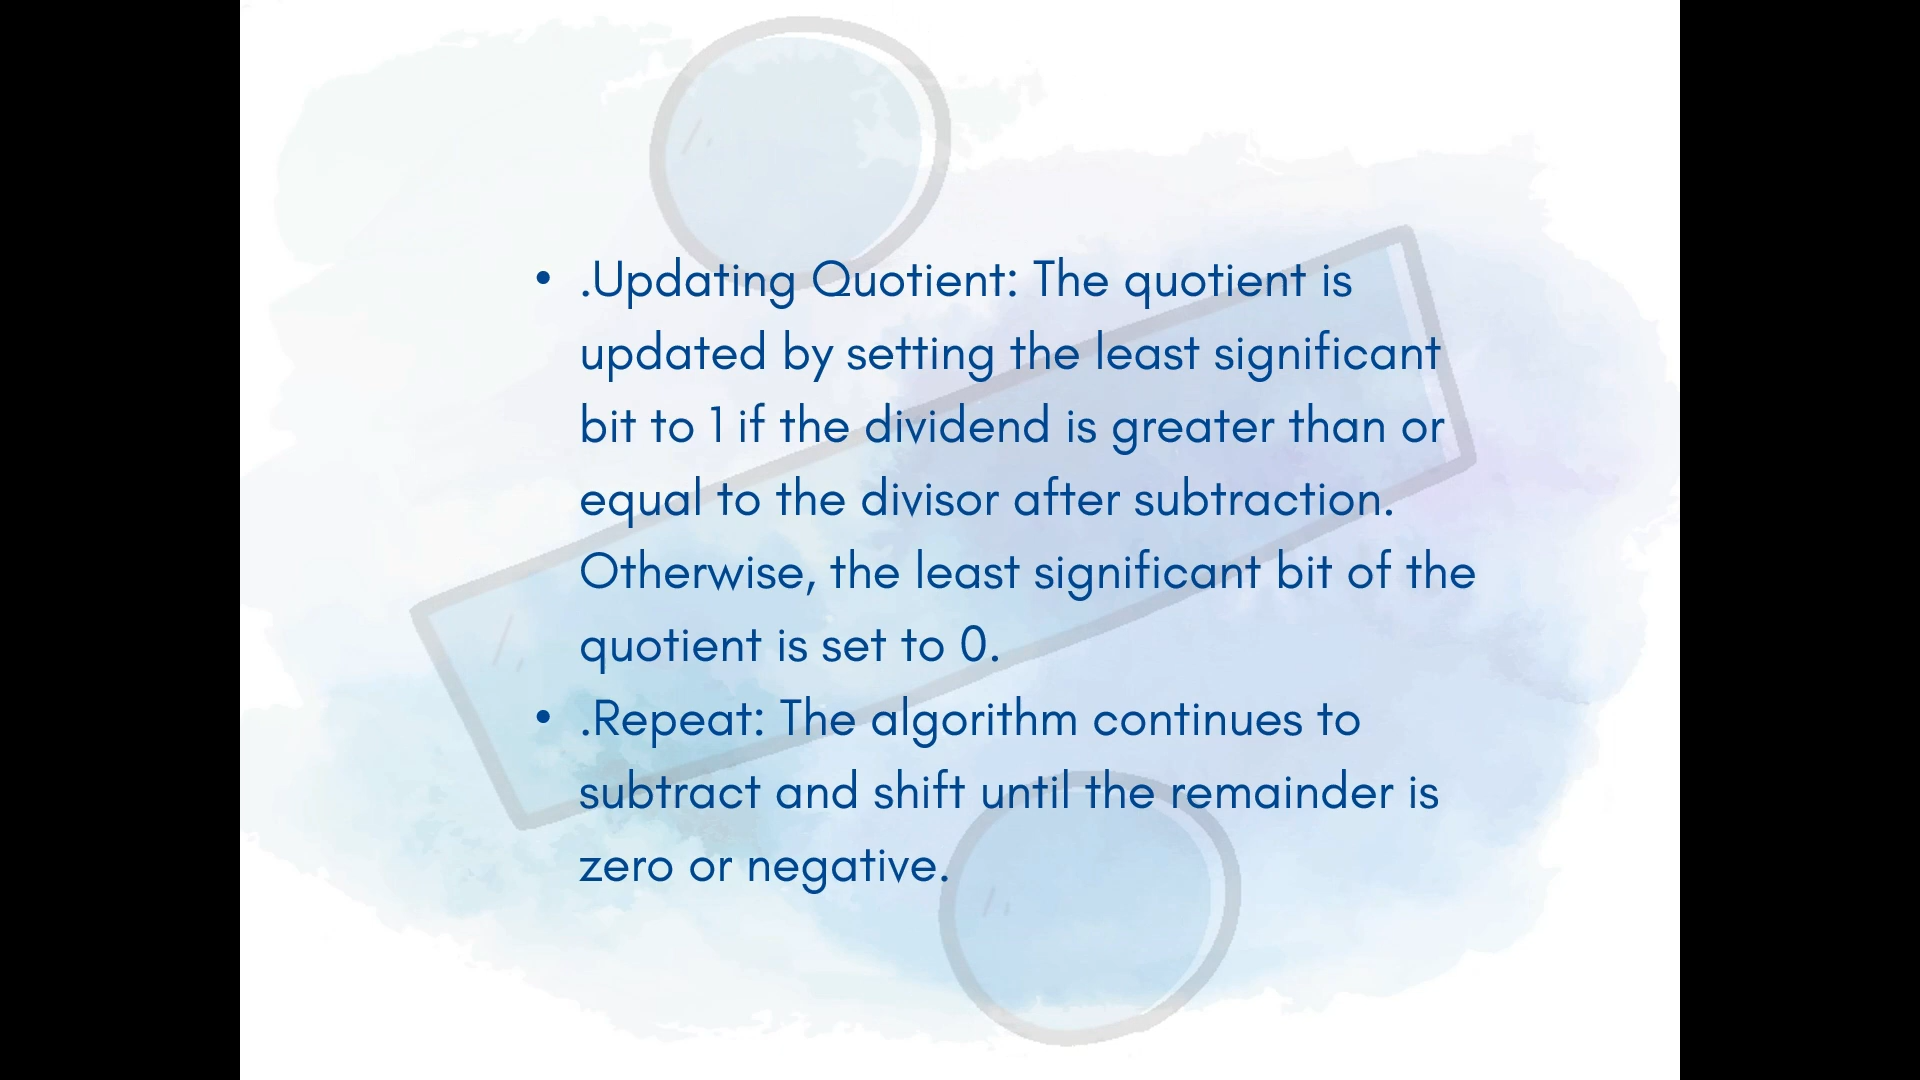 • .Updating Quotient: The quotient is
updated by setting the least significant
bit to 1 if the dividend is greater than or
equal to the divisor after subtraction.
Otherwise, the least significant bit of the
quotient is set to 0.
• .Repeat: The algorithm continues to
subtract and shift until the remainder is
zero or negative.